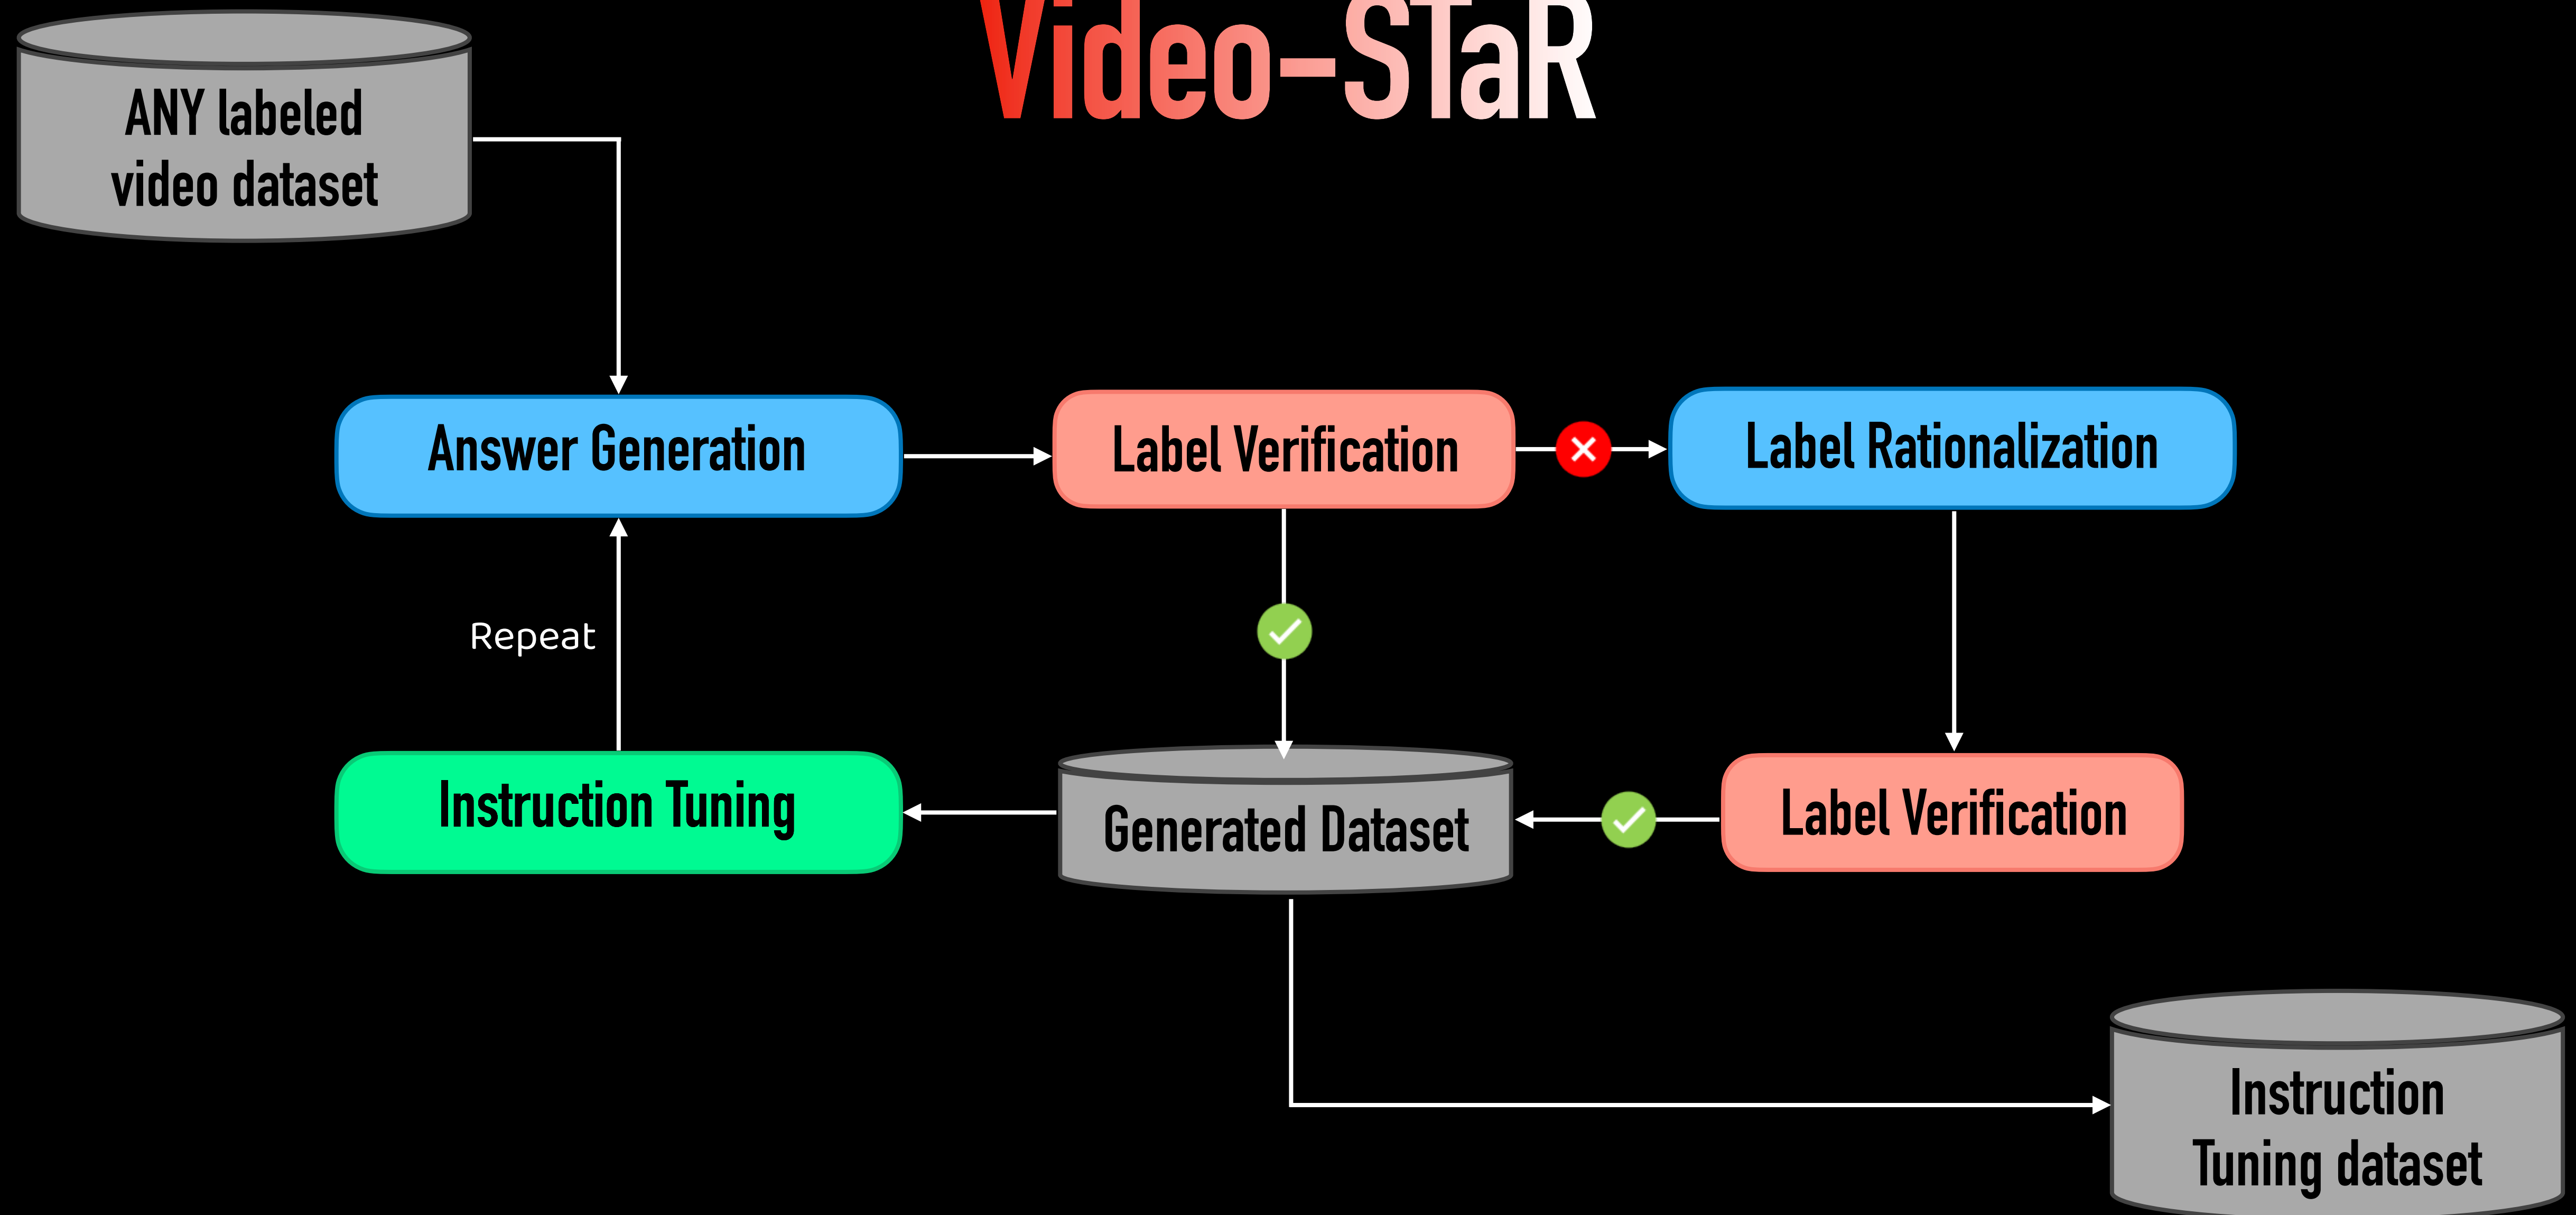 Video-STaR
ANY labeled
video dataset
Answer Generation
Label Verification
Label Rationalization
Repeat
Instruction Tuning
Generated Dataset
Label Verification
Instruction
Tuning dataset